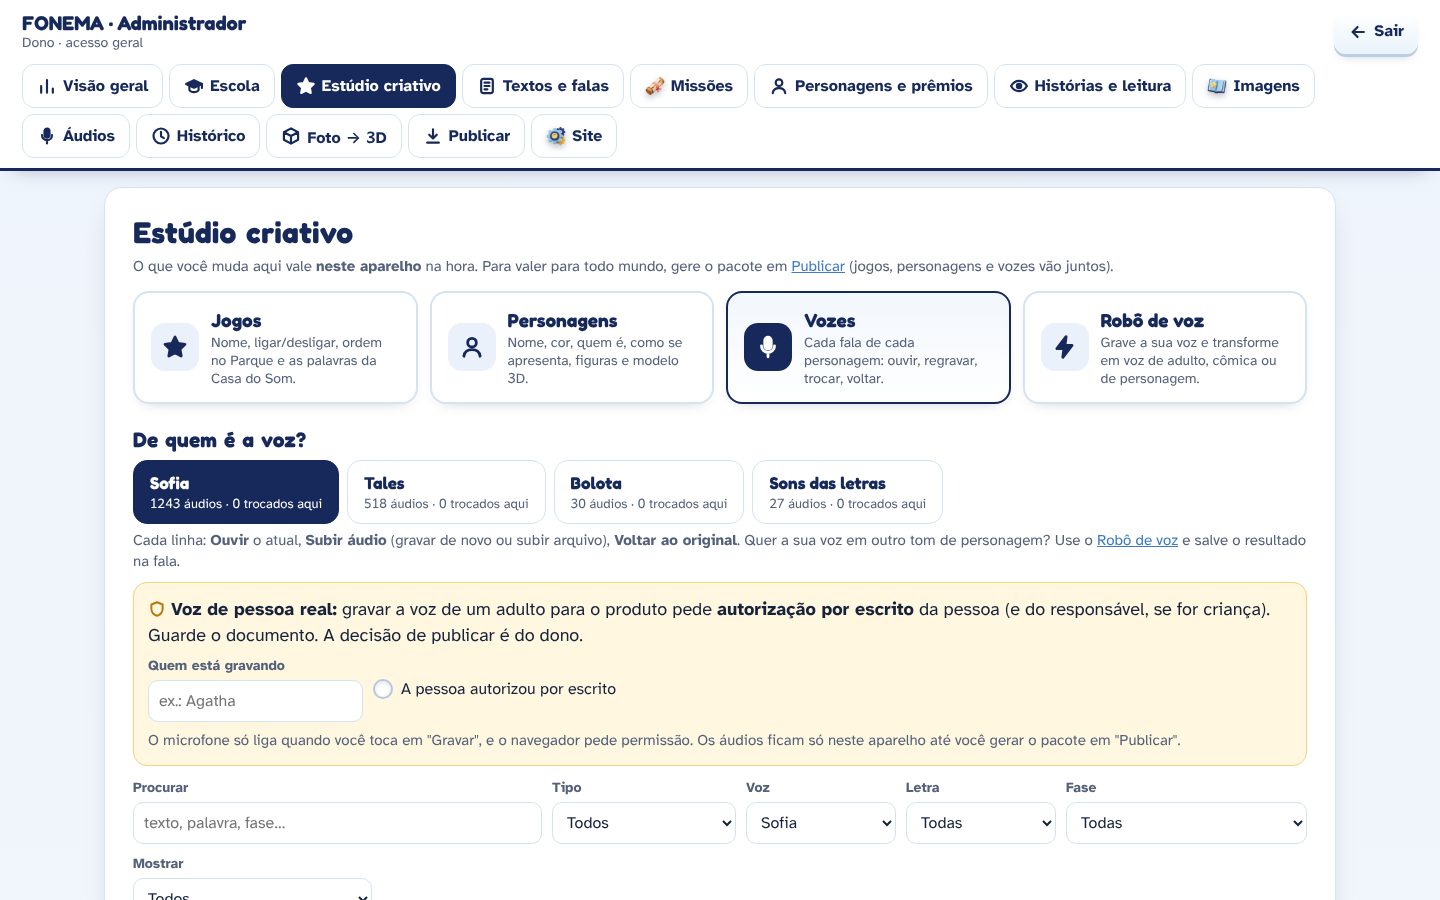 FONEMA · Administrador
Dono · acesso geral
Sair
Visão geral
Escola
Estúdio criativo
Textos e falas
Missões
Personagens e prêmios
Histórias e leitura
Imagens
Áudios
Histórico
Foto → 3D
Publicar
Site
Estúdio criativo
O que você muda aqui vale neste aparelho na hora. Para valer para todo mundo, gere o pacote em Publicar (jogos, personagens e vozes vão juntos).
Jogos
Nome, ligar/desligar, ordem
no Parque e as palavras da
Casa do Som.
Personagens
Nome, cor, quem é, como se
apresenta, figuras e modelo
3D.
Vozes
Cada fala de cada
personagem: ouvir, regravar,
trocar, voltar.
Robô de voz
Grave a sua voz e transforme
em voz de adulto, cômica ou
de personagem.
De quem é a voz?
Sofia
1243 áudios · 0 trocados aqui
Tales
518 áudios · 0 trocados aqui
Bolota
30 áudios · 0 trocados aqui
Sons das letras
27 áudios · 0 trocados aqui
Cada linha: Ouvir o atual, Subir áudio (gravar de novo ou subir arquivo), Voltar ao original. Quer a sua voz em outro tom de personagem? Use o Robô de voz e salve o resultado
na fala.
Voz de pessoa real: gravar a voz de um adulto para o produto pede autorização por escrito da pessoa (e do responsável, se for criança).
Guarde o documento. A decisão de publicar é do dono.
Quem está gravando
ex.: Agatha
A pessoa autorizou por escrito
O microfone só liga quando você toca em "Gravar", e o navegador pede permissão. Os áudios ficam só neste aparelho até você gerar o pacote em "Publicar".
Procurar
texto, palavra, fase...
Tipo
Todos
Voz
Sofia
Letra
Todas
Fase
Todas
Mostrar
Todos